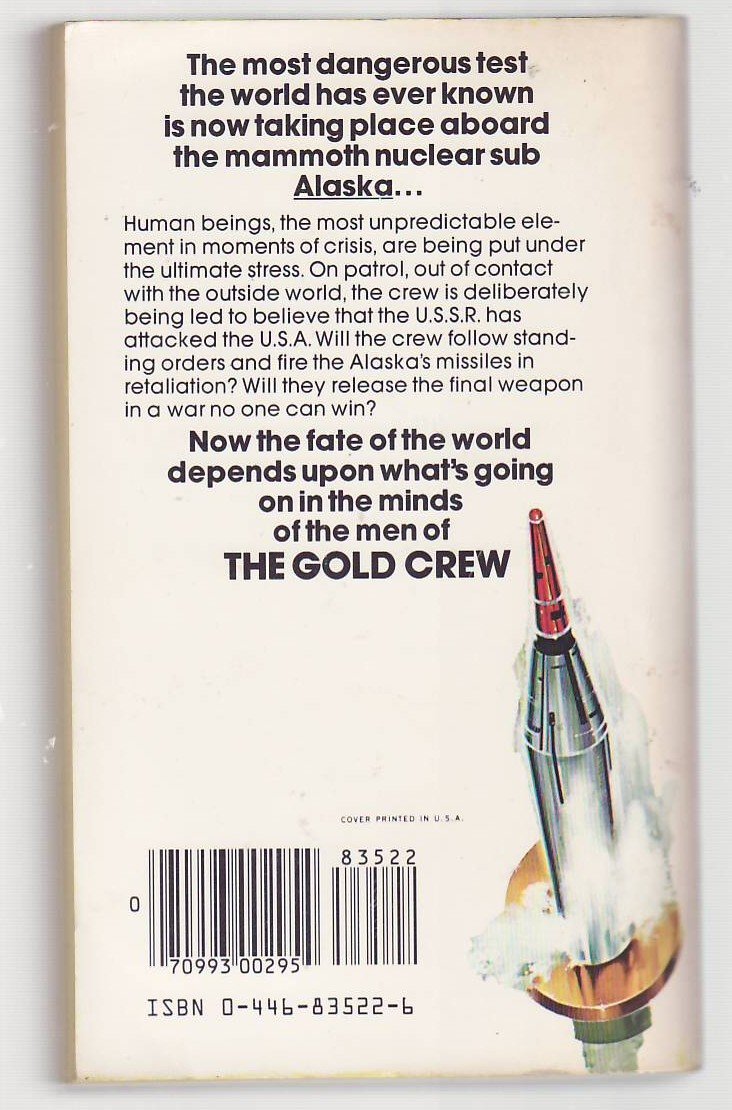 The most dangerous test
the world has ever known
is now taking place aboard
the mammoth nuclear sub
Alaska...
Human beings, the most unpredictable ele-
ment in moments of crisis, are being put under
the ultimate stress. On patrol, out of contact
with the outside world, the crew is deliberately
being led to believe that the U.S.S.R. has
attacked the U.S.A. Will the crew follow stand-
ing orders and fire the Alaska's missiles in
retaliation? Will they release the final weapon
in a war no one can win?
Now the fate of the world
depends upon what's going
on in the minds
of the men of
THE GOLD CREW
COVER PRINTED IN U.S.A.
83522
0
70993 00295
ISBN 0-446-83522-6